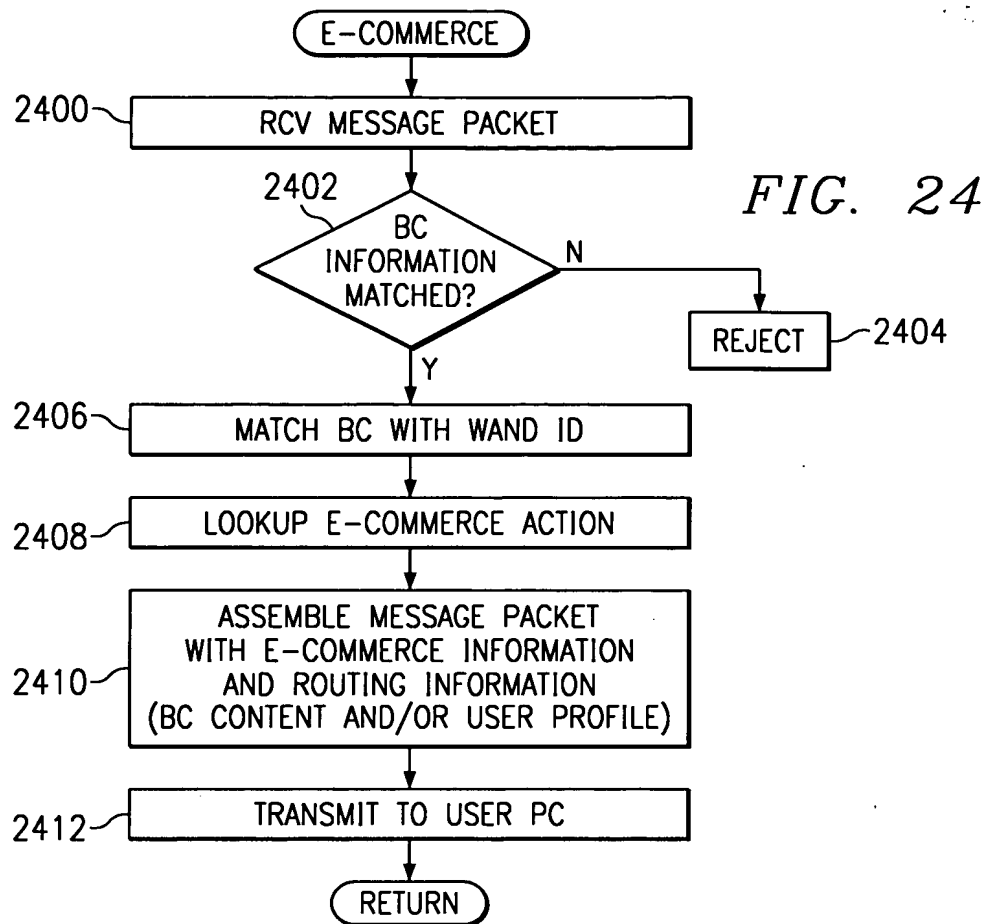 E-COMMERCE
2400
RCV MESSAGE PACKET
2402
FIG. 24
BC
INFORMATION
MATCHED?
N
REJECT
2404
Y
2406
MATCH BC WITH WAND ID
2408
LOOKUP E-COMMERCE ACTION
2410
ASSEMBLE MESSAGE PACKET
WITH E-COMMERCE INFORMATION
AND ROUTING INFORMATION
(BC CONTENT AND/OR USER PROFILE)
2412
TRANSMIT TO USER PC
RETURN